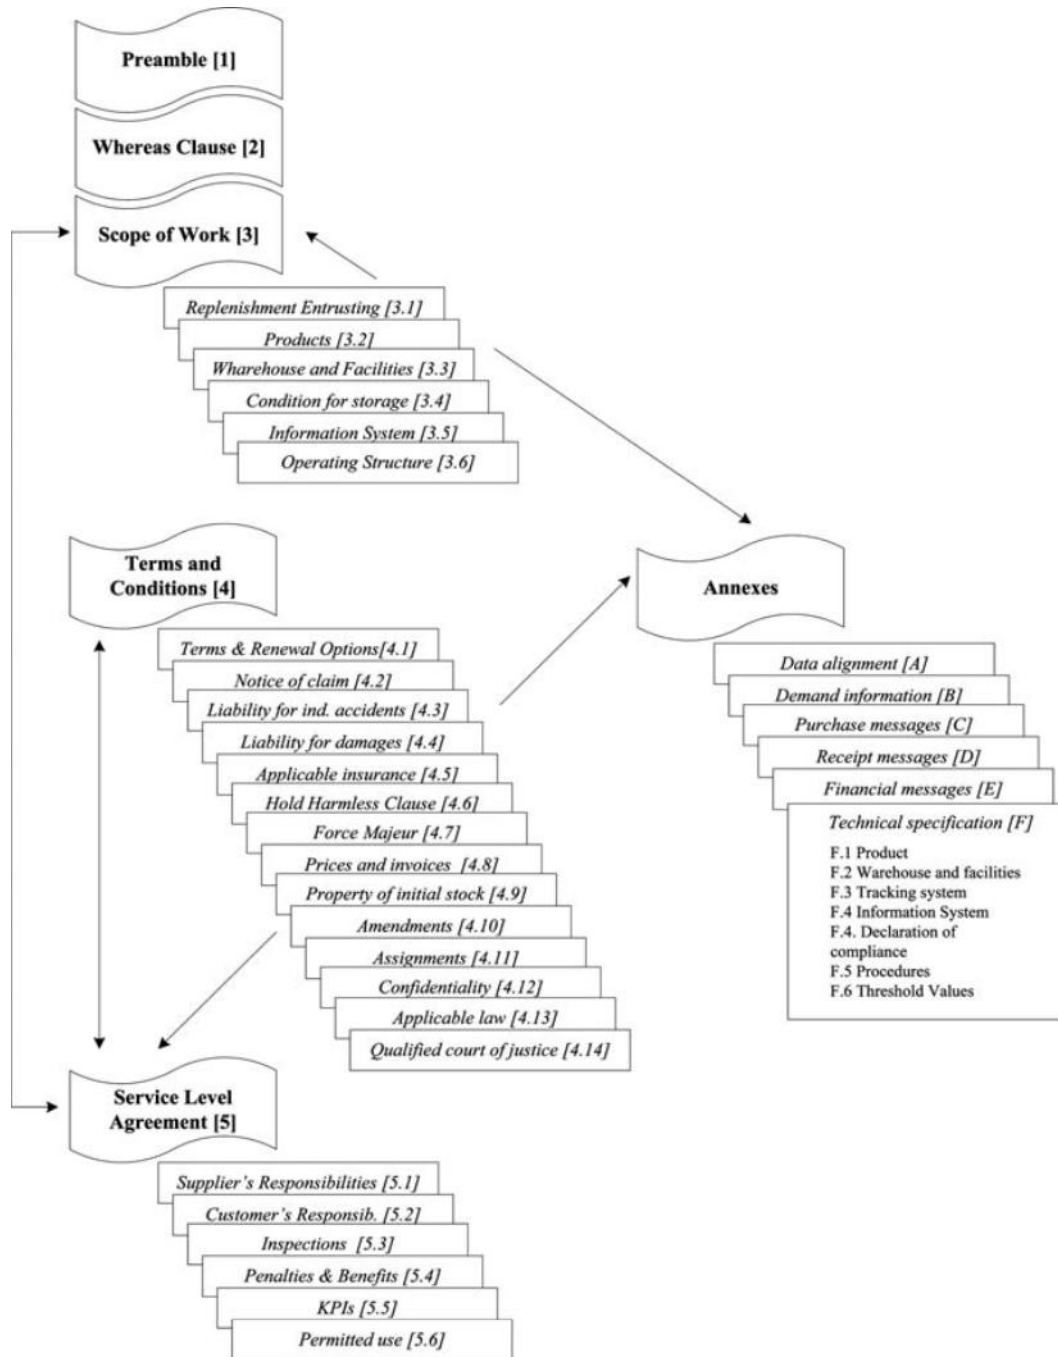 Preamble [1]
Whereas Clause [2]
Scope of Work [3]
Replenishment Entrusting [3.1]
Products [3.2]
Wharehouse and Facilities [3.3]
Condition for storage [3.4]
Information System [3.5]
Operating Structure [3.6]
Terms and
Conditions [4]
Terms & Renewal Options[4.1]
Notice of claim [4.2]
Liability for ind. accidents [4.3]
Liability for damages [4.4]
Applicable insurance [4.5]
Hold Harmless Clause [4.6]
Force Majeur [4.7]
Prices and invoices [4.8]
Property of initial stock [4.9]
Amendments [4.10]
Assignments [4.11]
Confidentiality [4.12]
Applicable law [4.13]
Qualified court of justice [4.14]
Annexes
Data alignment [A]
Demand information [B]
Purchase messages [C]
Receipt messages [D]
Financial messages [E]
Technical specification [F]
F.1 Product
F.2 Warehouse and facilities
F.3 Tracking system
F.4 Information System
F.4. Declaration of
compliance
F.5 Procedures
F.6 Threshold Values
Service Level
Agreement [5]
Supplier's Responsibilities [5.1]
Customer's Responsib. [5.2]
Inspections [5.3]
Penalties & Benefits [5.4]
KPIs [5.5]
Permitted use [5.6]